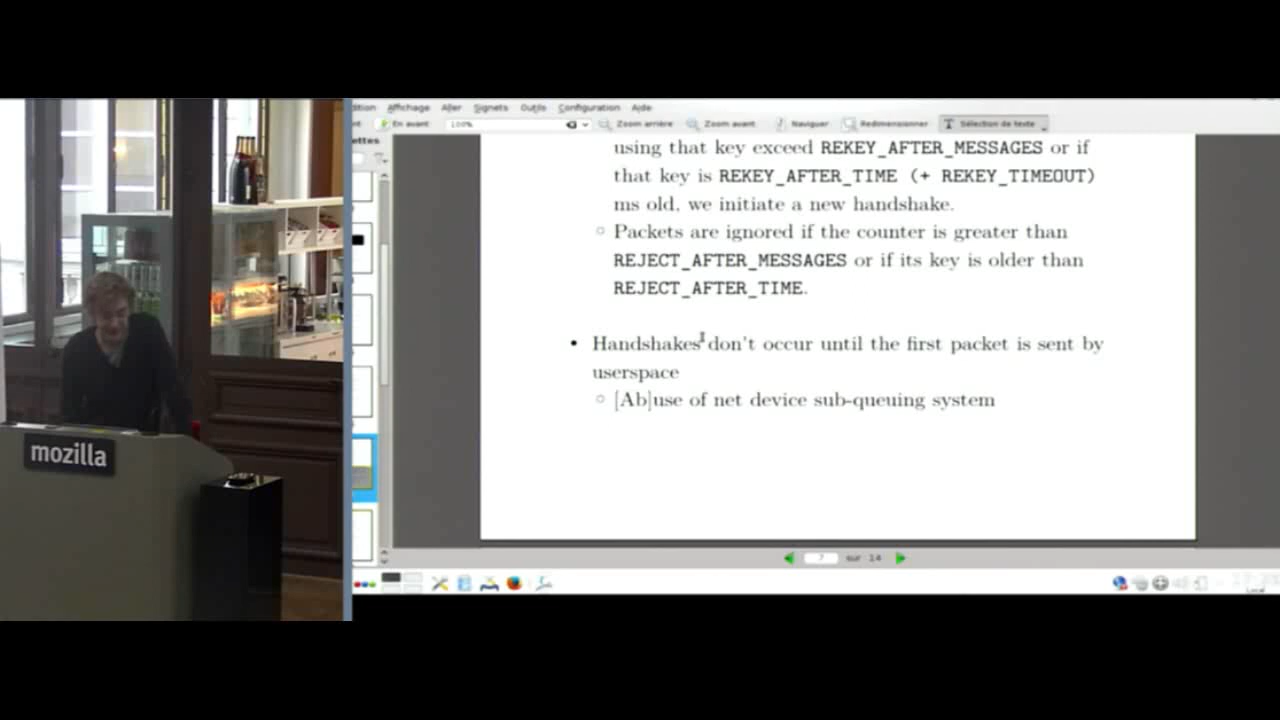 dition Affichage Aller Signets Outils Configuration Aide
nt En avant 100% Zoom arrière Zoom avant Naviguer Redimensionner Sélection de texte
ettes
using that key exceed REKEY_AFTER_MESSAGES or if
that key is REKEY_AFTER_TIME (+ REKEY_TIMEOUT)
ms old, we initiate a new handshake.
Packets are ignored if the counter is greater than
REJECT_AFTER_MESSAGES or if its key is older than
REJECT_AFTER_TIME.
Handshakes don't occur until the first packet is sent by
userspace
[Ab]use of net device sub-queuing system
mozilla
7 sur 14